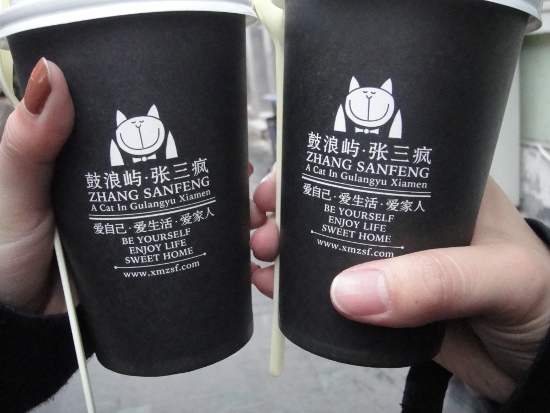 鼓浪屿·张三疯
ZHANG SANFENG
A Cat In Gulangyu Xiamen
爱自己·爱生活·爱家人
BE YOURSELF
ENJOY LIFE
SWEET HOME
www.xmzsf.com
鼓浪屿·张三疯
ZHANG SANFENG
A Cat In Gulangyu Xiamen
爱自己·爱生活·爱家人
BE YOURSELF
ENJOY LIFE
SWEET HOME
www.xmzsf.com